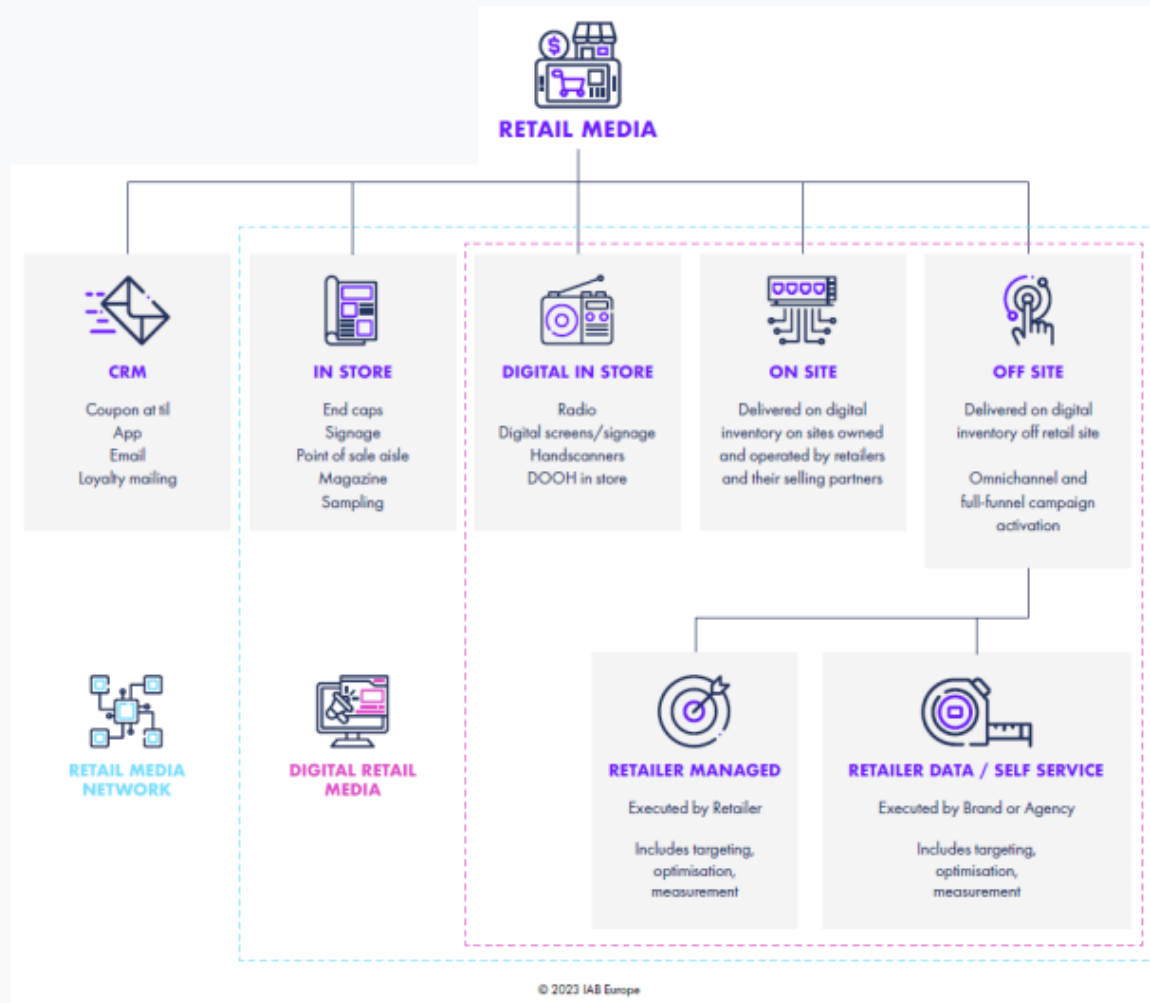 RETAIL MEDIA
CRM
Coupon at til
App
Email
Loyalty mailing
IN STORE
End caps
Signage
Point of sale aisle
Magazine
Sampling
DIGITAL IN STORE
Radio
Digital screens/signage
Handscanners
DOOH in store
ON SITE
Delivered on digital
inventory on sites owned
and operated by retailers
and their selling partners
OFF SITE
Delivered on digital
inventory off retail site
Omnichannel and
full-funnel campaign
activation
RETAIL MEDIA
NETWORK
DIGITAL RETAIL
MEDIA
RETAILER MANAGED
Executed by Retailer
Includes targeting,
optimisation,
measurement
RETAILER DATA / SELF SERVICE
Executed by Brand or Agency
Includes targeting,
optimisation,
measurement
© 2023 IAB Europe